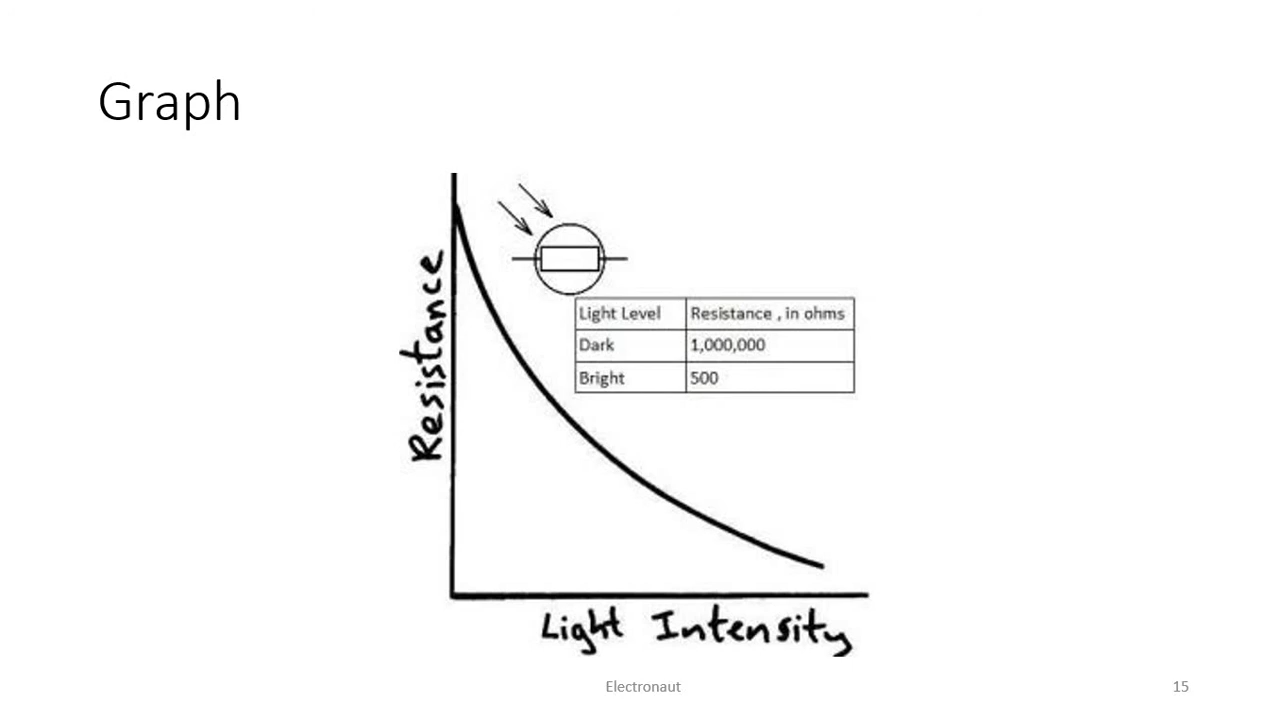 Graph
Resistance
Light Level Resistance , in ohms
Dark 1,000,000
Bright 500
Light Intensity
Electronaut 15